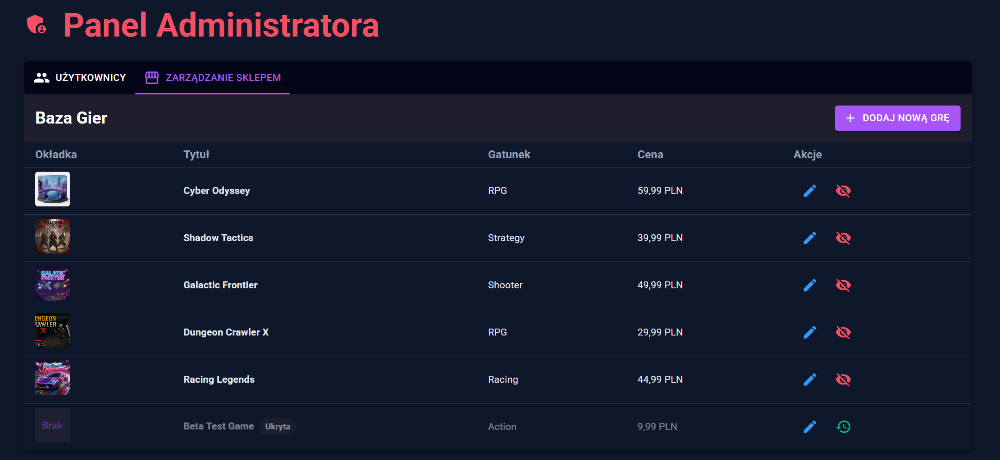 Panel Administratora
UŻYTKOWNICY ZARZĄDZANIE SKLEPEM
Baza Gier + DODAJ NOWĄ GRĘ
Okładka Tytuł Gatunek Cena Akcje
Cyber Odyssey RPG 59,99 PLN
SHADOW
Shadow Tactics Strategy 39,99 PLN
GALATIC
FRONTIER
Galactic Frontier Shooter 49,99 PLN
UNGEON
RAWLER
X
Dungeon Crawler X RPG 29,99 PLN
RACING
LEGENDS
Racing Legends Racing 44,99 PLN
Brak Beta Test Game Ukryta Action 9,99 PLN